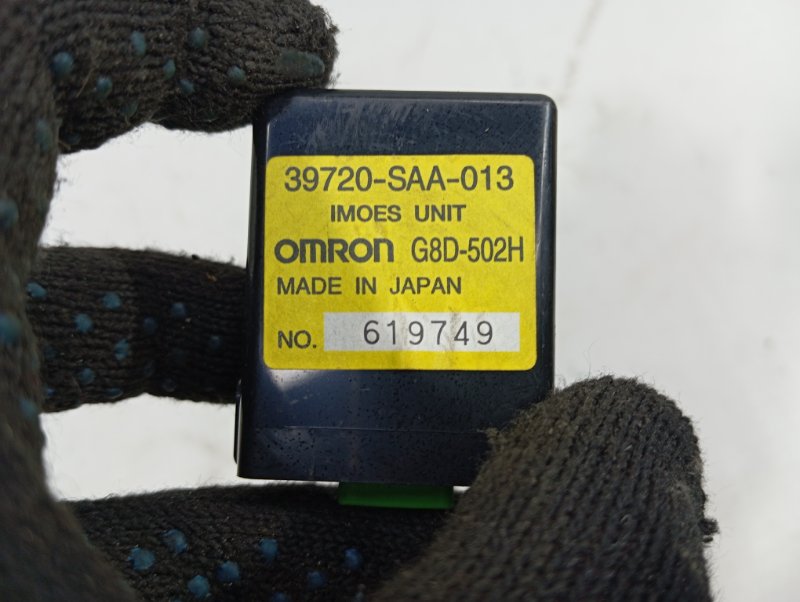 39720-SAA-013
IMOES UNIT
OMRON G8D-502H
MADE IN JAPAN
NO. 619749